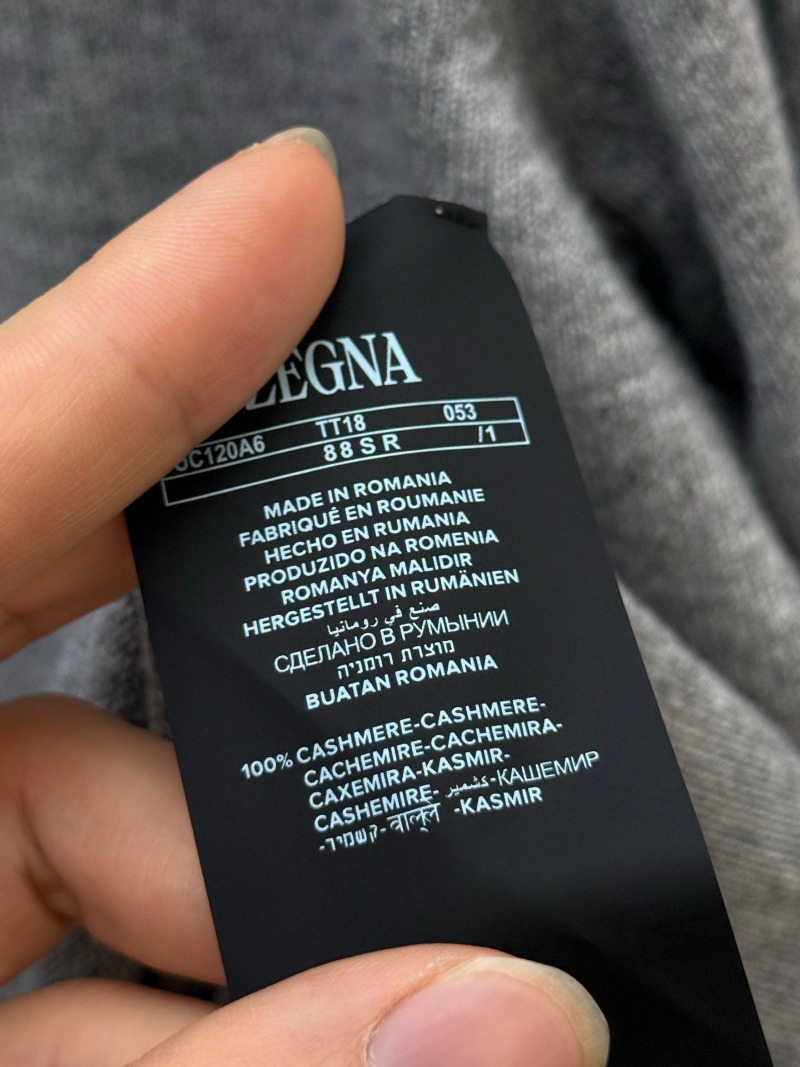 ZEGNA
UC120A6 TT18 053
88SR /1
MADE IN ROMANIA
FABRIQUÉ EN ROUMANIE
HECHO EN RUMANIA
PRODUZIDO NA ROMENIA
ROMANYA MALIDIR
HERGESTELLT IN RUMÄNIEN
صنع في رومانيا
СДЕЛАНО В РУМЫНИИ
מוצרת רומניה
BUATAN ROMANIA
100% CASHMERE-CASHMERE-
CACHEMIRE-CACHEMIRA-
CAXEMIRA-KASMIR-
CASHEMIRE- كشمير-КАШЕМИР
-קשמיר- -KASMIR